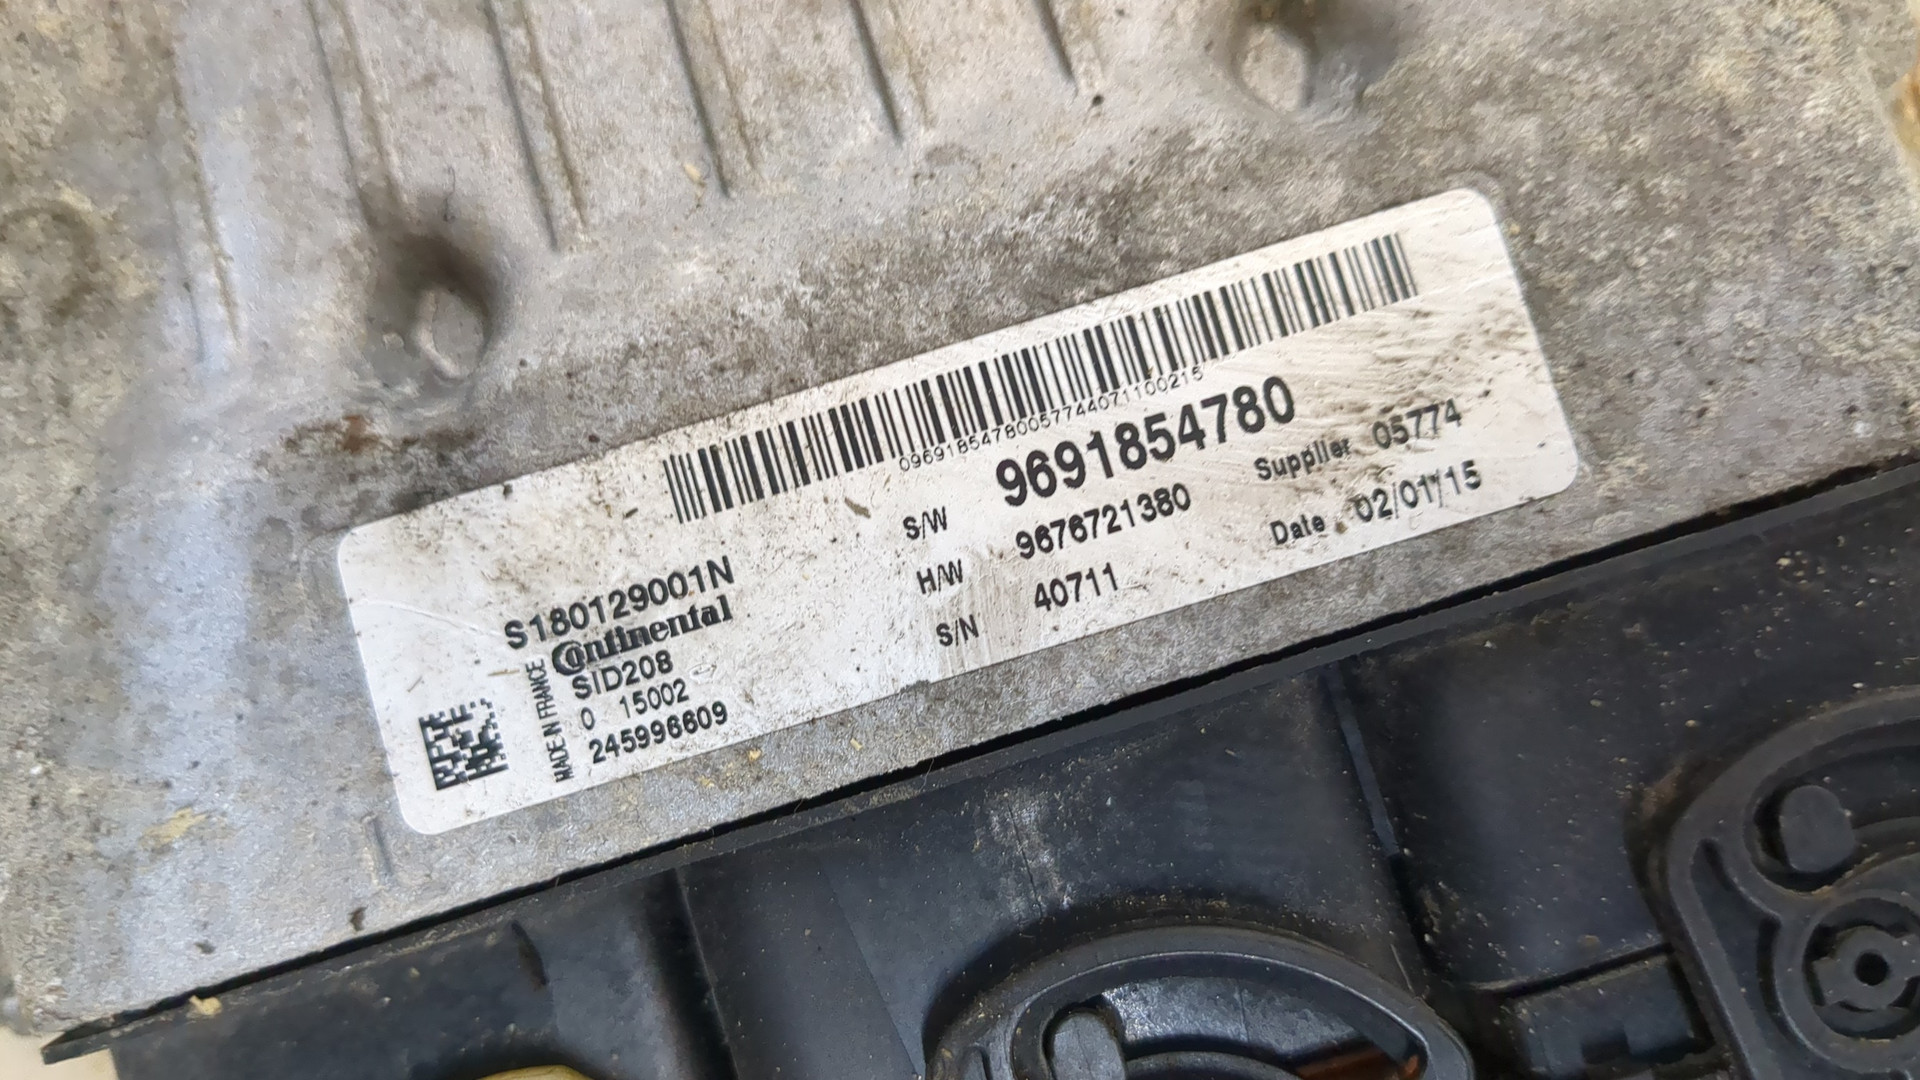 09691854780057744071100215
S/W 9691854780
H/W 9676721380 Supplier 05774
S/N 40711 Date 02/01/15
S180129001N
Continental
SID208
0 15002
245996609
MADE IN FRANCE